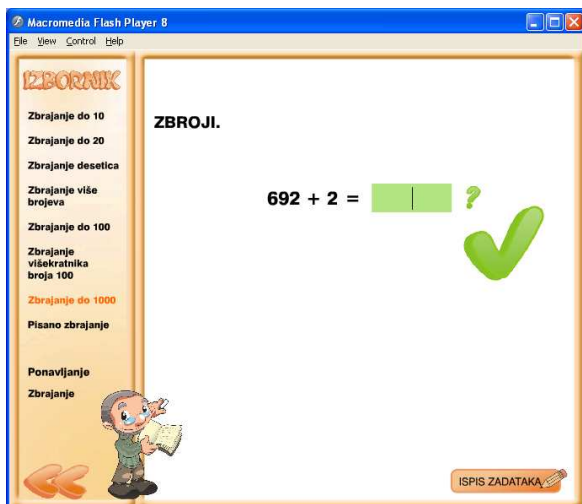 Macromedia Flash Player 8
File View Control Help
IZBORNIK
Zbrajanje do 10
Zbrajanje do 20
Zbrajanje desetica
Zbrajanje više
brojeva
Zbrajanje do 100
Zbrajanje
višekratnika
broja 100
Zbrajanje do 1000
Pisano zbrajanje
Ponavljanje
Zbrajanje
ZBROJI.
692 + 2 = ?
ISPIS ZADATAKA